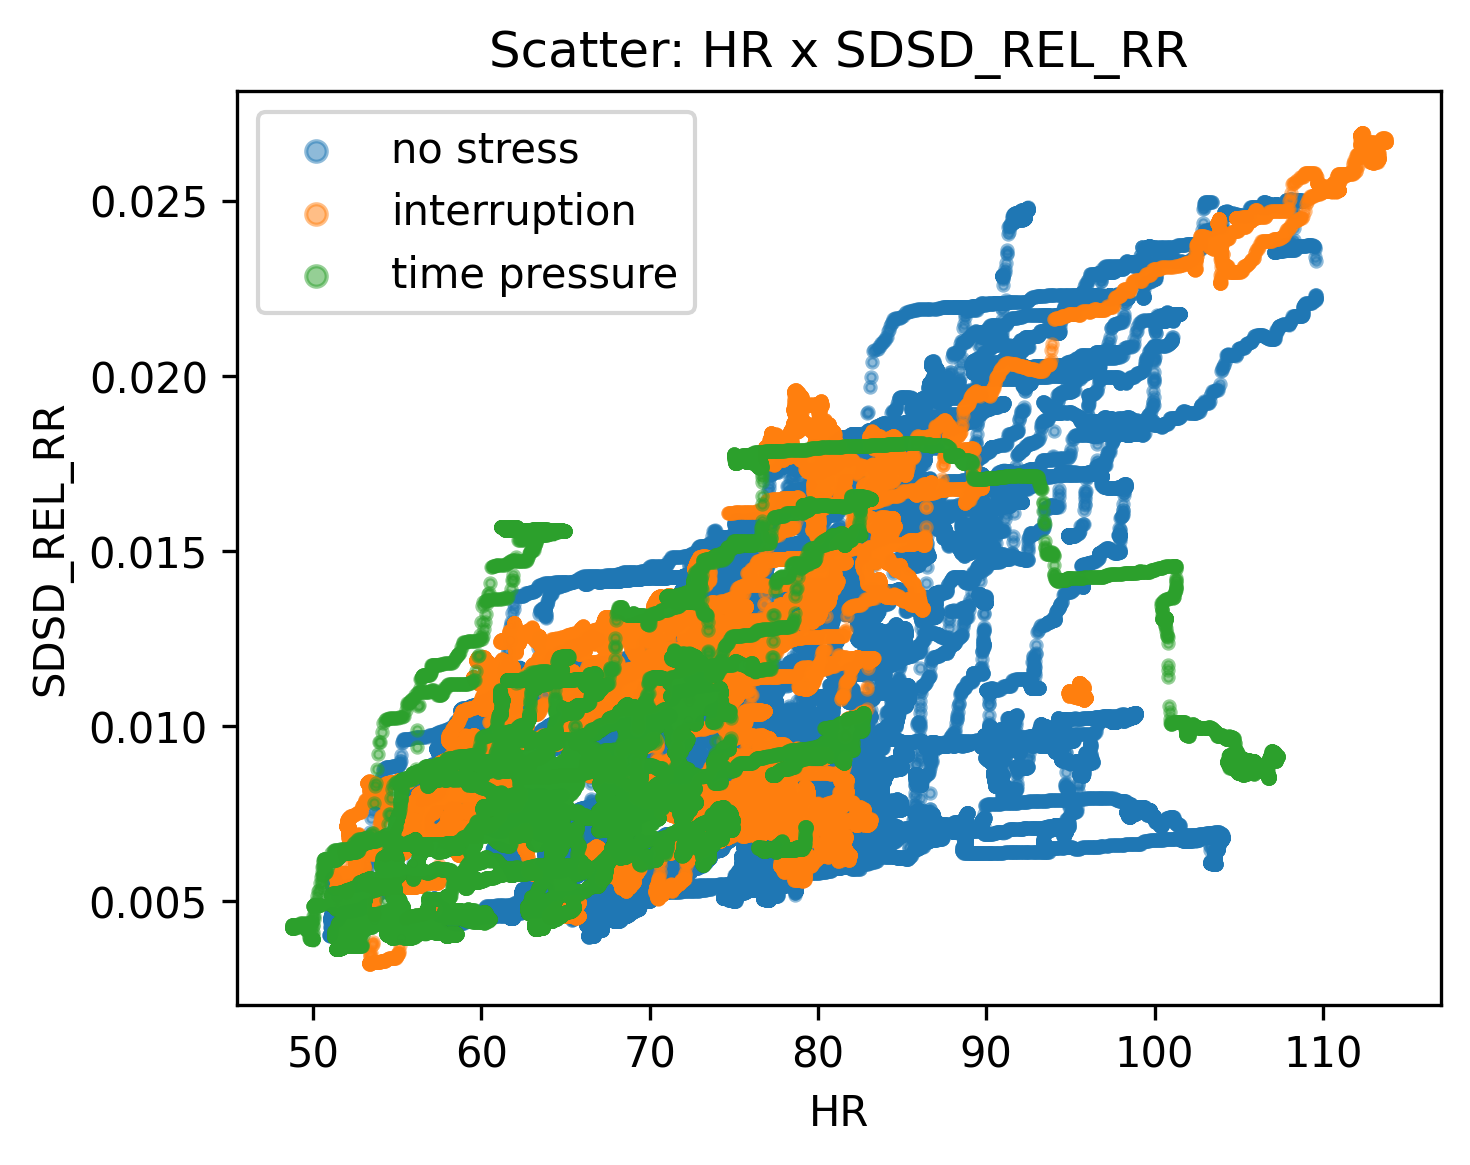 Scatter: HR x SDSD_REL_RR
no stress
interruption
time pressure
SDSD_REL_RR
0.025
0.020
0.015
0.010
0.005
50 60 70 80 90 100 110
HR